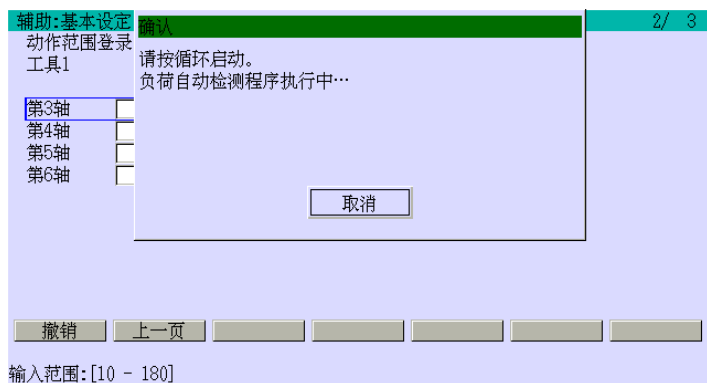 辅助:基本设定 2/ 3
动作范围登录
工具1
确认
请按循环启动。
负荷自动检测程序执行中…
第3轴
第4轴
第5轴
第6轴
取消
撤销 上一页
输入范围:[10 - 180]